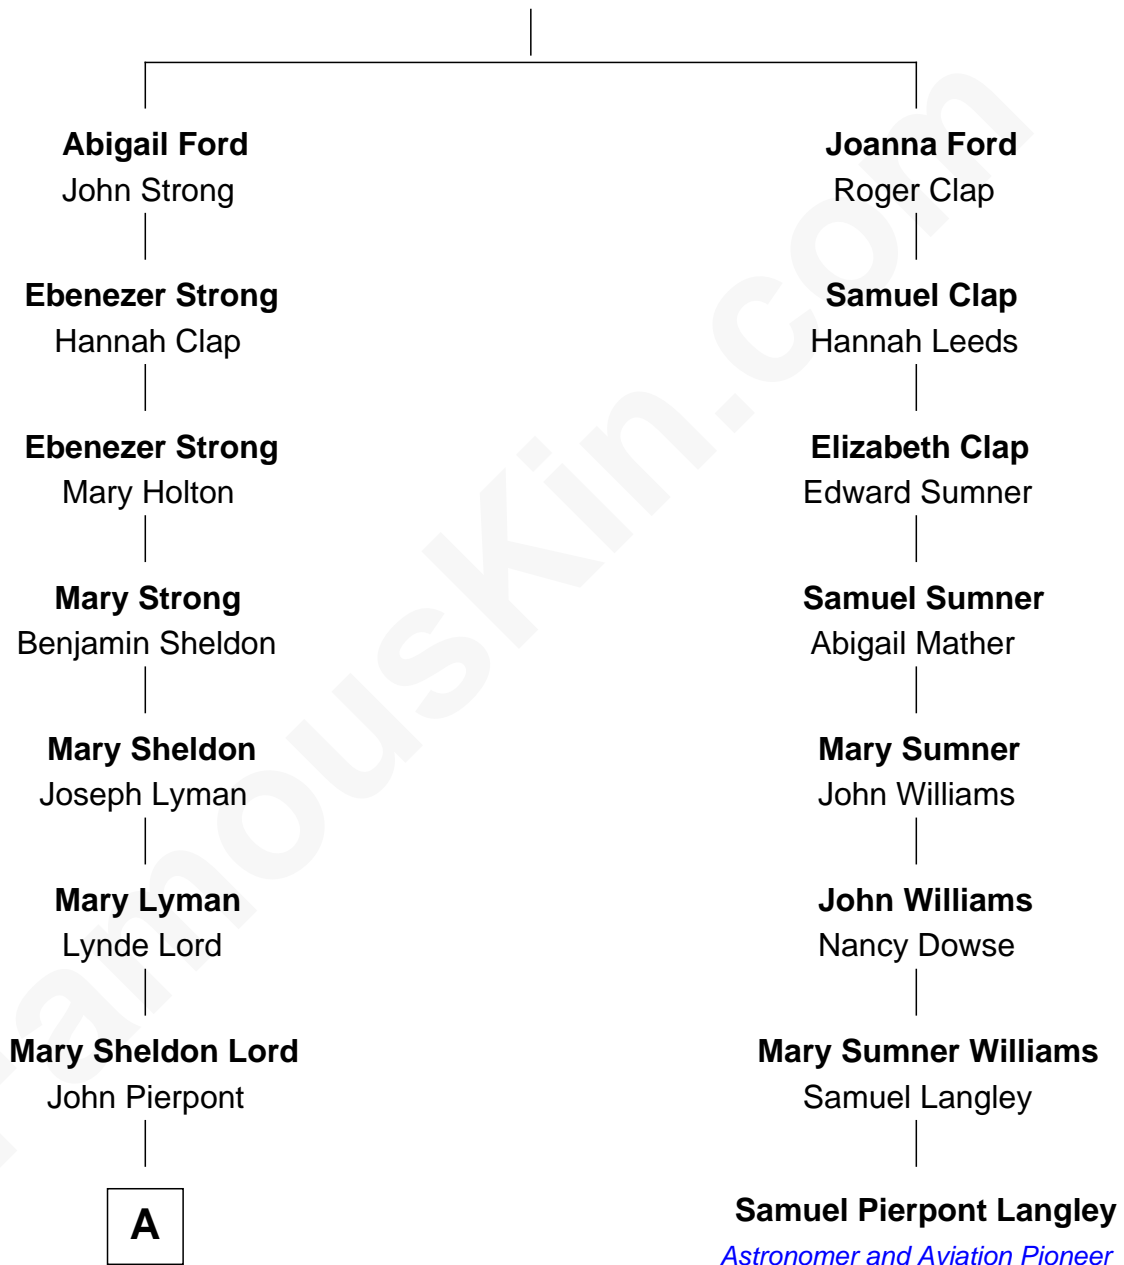 Abigail Ford
John Strong
Ebenezer Strong
Hannah Clap
Ebenezer Strong
Mary Holton
Mary Strong
Benjamin Sheldon
Mary Sheldon
Joseph Lyman
Mary Lyman
Lynde Lord
Mary Sheldon Lord
John Pierpont
A
Joanna Ford
Roger Clap
Samuel Clap
Hannah Leeds
Elizabeth Clap
Edward Sumner
Samuel Sumner
Abigail Mather
Mary Sumner
John Williams
John Williams
Nancy Dowse
Mary Sumner Williams
Samuel Langley
Samuel Pierpont Langley
Astronomer and Aviation Pioneer
FamousKin.com